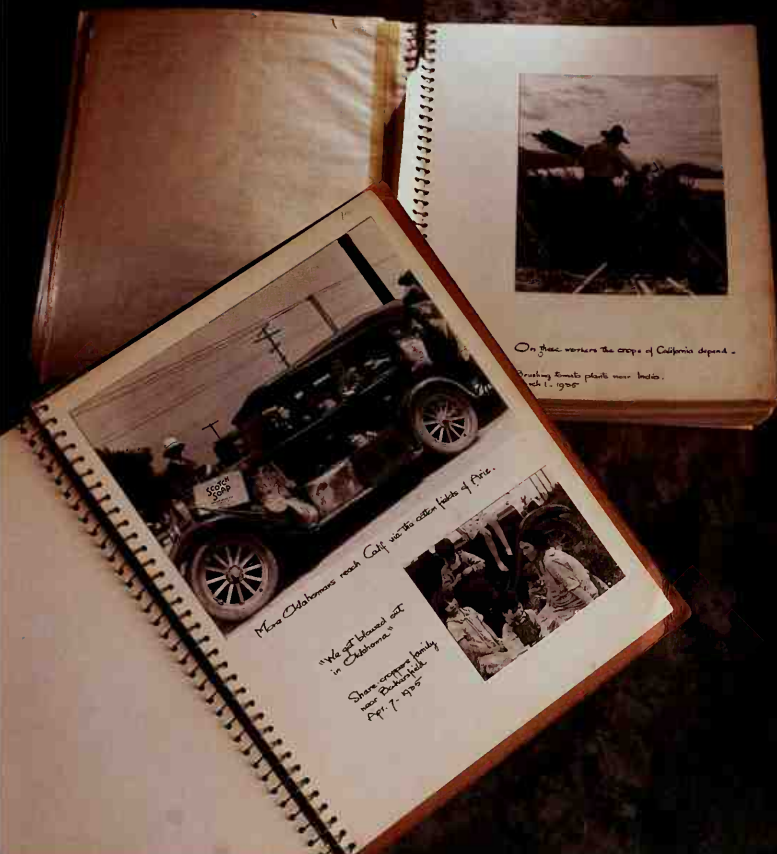 On these workers the crops of California depend.
Brushing tomato plants near Indio.
1 - 1935
SCOTCH
SOAP
More Oklahomans reach Calif via the cotton fields of Ariz.
"We got blowed out
in Oklahoma"
Share-croppers family
near Bakersfield
Apr. 7 - 1935